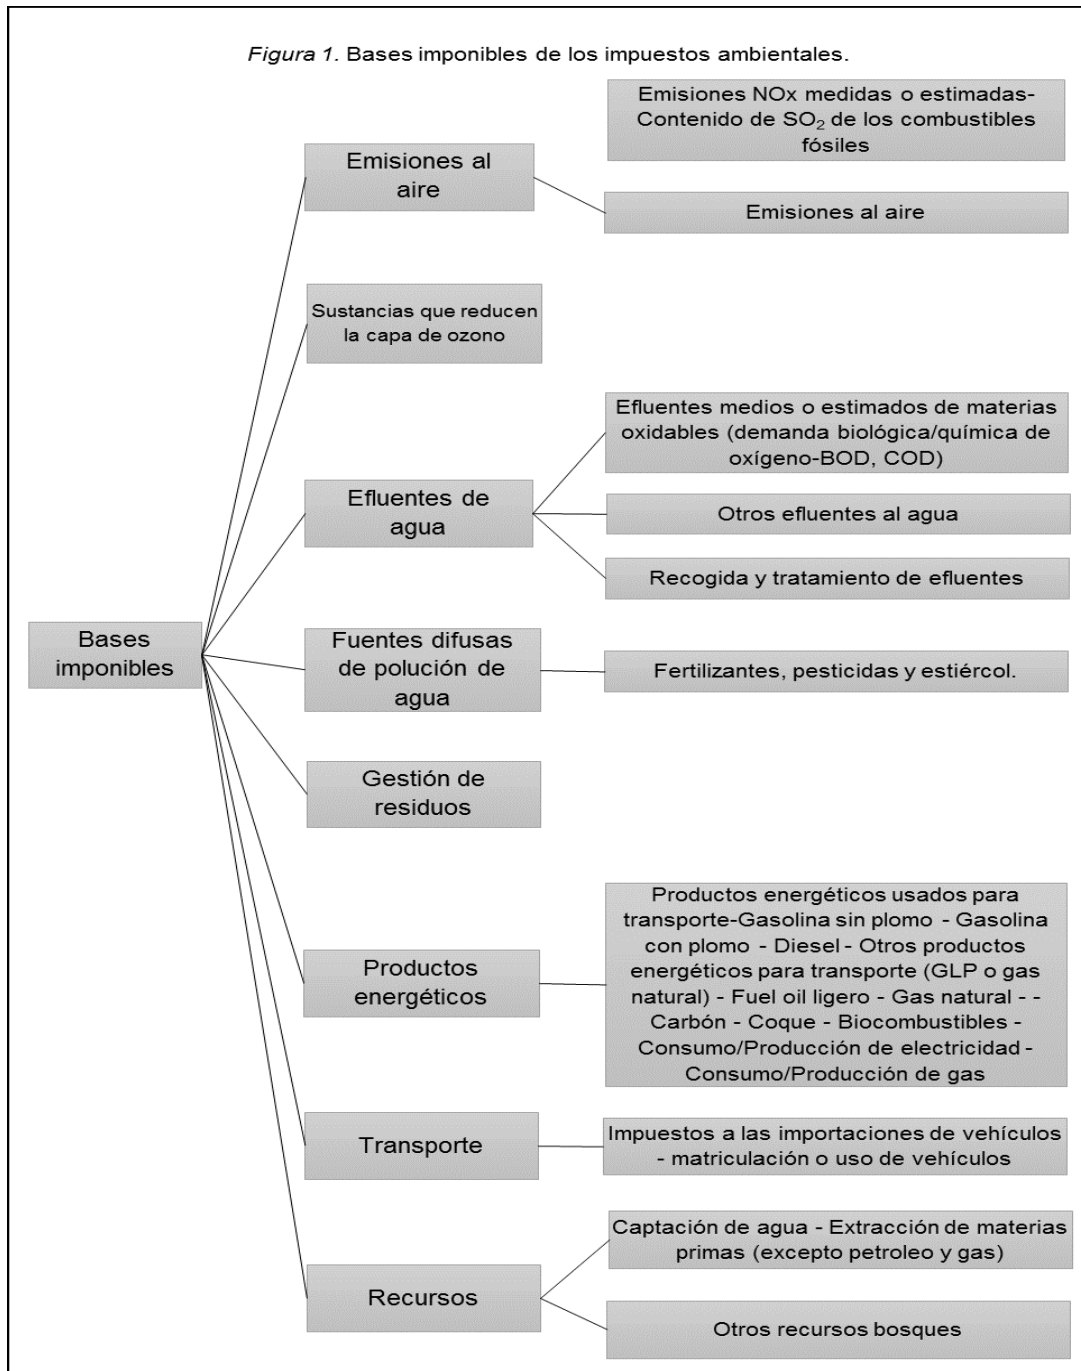 Figura 1. Bases imponibles de los impuestos ambientales.
Emisiones NOx medidas o estimadas-
Contenido de SO₂ de los combustibles
fósiles
Emisiones al
aire
Emisiones al aire
Sustancias que reducen
la capa de ozono
Efluentes medios o estimados de materias
oxidables (demanda biológica/química de
oxígeno-BOD, COD)
Efluentes de
agua
Otros efluentes al agua
Recogida y tratamiento de efluentes
Bases
imponibles
Fuentes difusas
de polución de
agua
Fertilizantes, pesticidas y estiércol.
Gestión de
residuos
Productos
energéticos
Productos energéticos usados para
transporte-Gasolina sin plomo - Gasolina
con plomo - Diesel - Otros productos
energéticos para transporte (GLP o gas
natural) - Fuel oil ligero - Gas natural - -
Carbón - Coque - Biocombustibles -
Consumo/Producción de electricidad -
Consumo/Producción de gas
Transporte
Impuestos a las importaciones de vehículos
- matriculación o uso de vehículos
Captación de agua - Extracción de materias
primas (excepto petroleo y gas)
Recursos
Otros recursos bosques